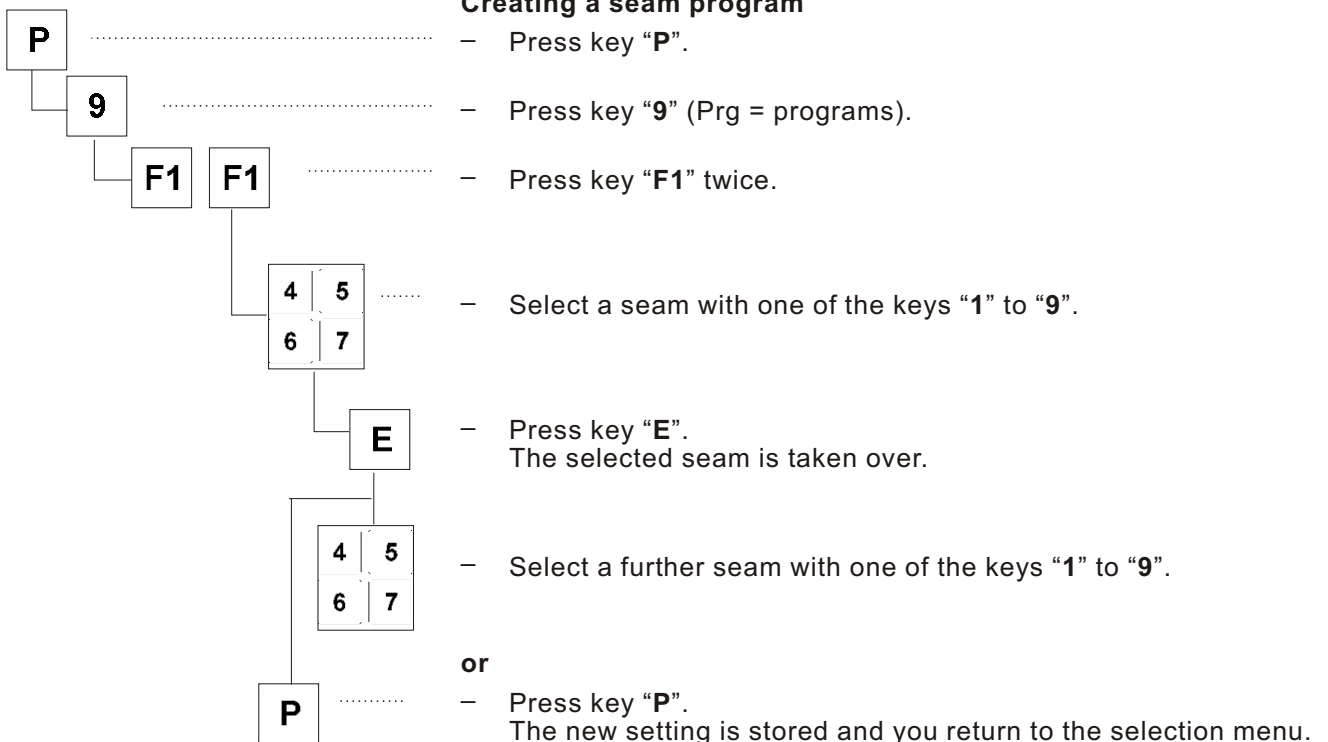 Creating a seam program
P
– Press key “P”.
9
– Press key “9” (Prg = programs).
F1 F1
– Press key “F1” twice.
4 5
6 7
– Select a seam with one of the keys “1” to “9”.
E
– Press key “E”.
The selected seam is taken over.
4 5
6 7
– Select a further seam with one of the keys “1” to “9”.
or
P
– Press key “P”.
The new setting is stored and you return to the selection menu.